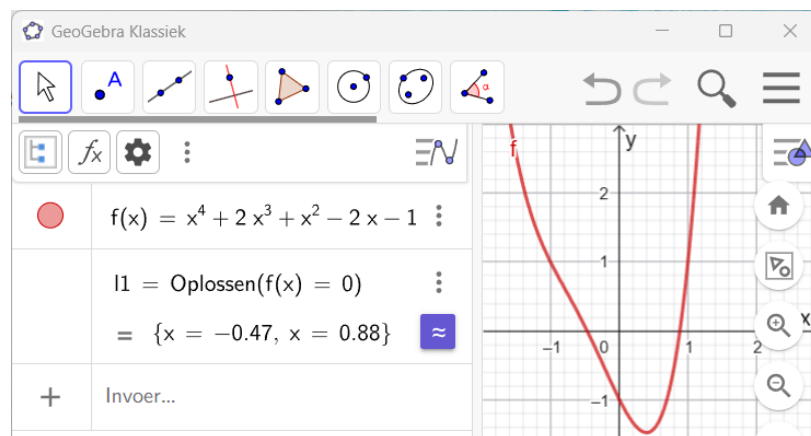 GeoGebra Klassiek
A
α
fx
f(x) = x⁴ + 2 x³ + x² − 2 x − 1
l1 = Oplossen(f(x) = 0)
= {x = −0.47, x = 0.88}
≈
+ Invoer...
f
y
2
1
−1
0
1
2
x
−1